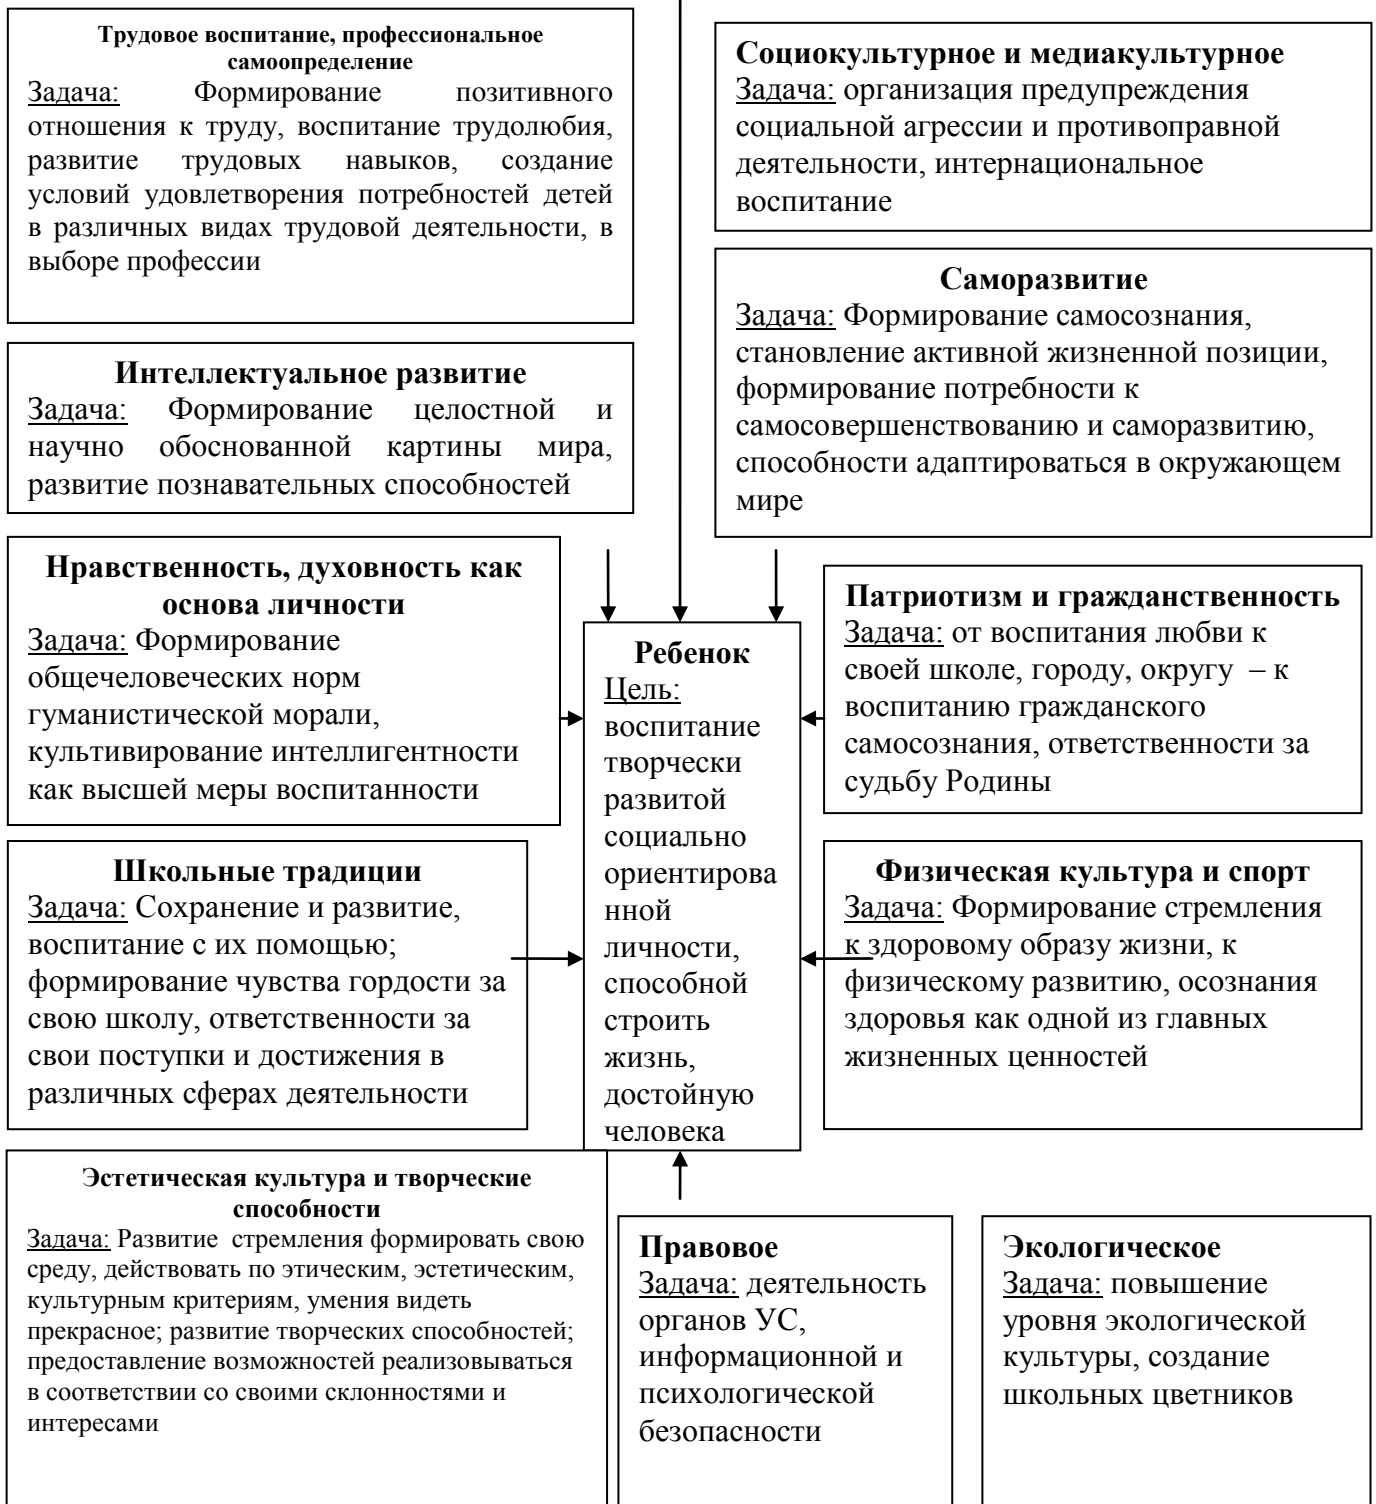 Трудовое воспитание, профессиональное
самоопределение
Задача: Формирование позитивного
отношения к труду, воспитание трудолюбия,
развитие трудовых навыков, создание
условий удовлетворения потребностей детей
в различных видах трудовой деятельности, в
выборе профессии
Социокультурное и медиакультурное
Задача: организация предупреждения
социальной агрессии и противоправной
деятельности, интернациональное
воспитание
Саморазвитие
Задача: Формирование самосознания,
становление активной жизненной позиции,
формирование потребности к
самосовершенствованию и саморазвитию,
способности адаптироваться в окружающем
мире
Интеллектуальное развитие
Задача: Формирование целостной и
научно обоснованной картины мира,
развитие познавательных способностей
Нравственность, духовность как
основа личности
Задача: Формирование
общечеловеческих норм
гуманистической морали,
культивирование интеллигентности
как высшей меры воспитанности
Ребенок
Цель:
воспитание
творчески
развитой
социально
ориентирова
нной
личности,
способной
строить
жизнь,
достойную
человека
Патриотизм и гражданственность
Задача: от воспитания любви к
своей школе, городу, округу – к
воспитанию гражданского
самосознания, ответственности за
судьбу Родины
Школьные традиции
Задача: Сохранение и развитие,
воспитание с их помощью;
формирование чувства гордости за
свою школу, ответственности за
свои поступки и достижения в
различных сферах деятельности
Физическая культура и спорт
Задача: Формирование стремления
к здоровому образу жизни, к
физическому развитию, осознания
здоровья как одной из главных
жизненных ценностей
Эстетическая культура и творческие
способности
Задача: Развитие стремления формировать свою
среду, действовать по этическим, эстетическим,
культурным критериям, умения видеть
прекрасное; развитие творческих способностей;
предоставление возможностей реализовываться
в соответствии со своими склонностями и
интересами
Правовое
Задача: деятельность
органов УС,
информационной и
психологической
безопасности
Экологическое
Задача: повышение
уровня экологической
культуры, создание
школьных цветников